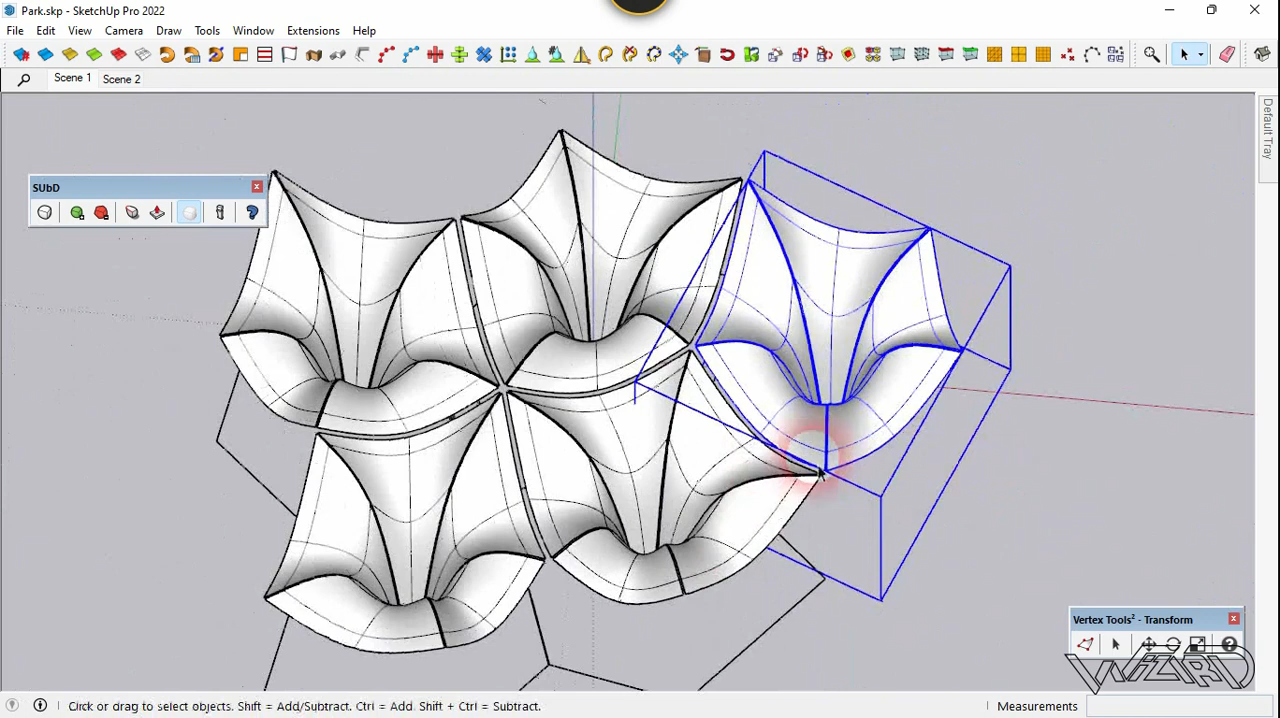 Park.skp - SketchUp Pro 2022
File Edit View Camera Draw Tools Window Extensions Help
Scene 1 Scene 2
Default Tray
SUbD
Vertex Tools² - Transform
WIZARD
Click or drag to select objects. Shift = Add/Subtract. Ctrl = Add. Shift + Ctrl = Subtract.
Measurements